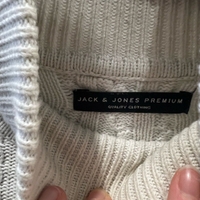 JACK & JONES PREMIUM
QUALITY CLOTHING